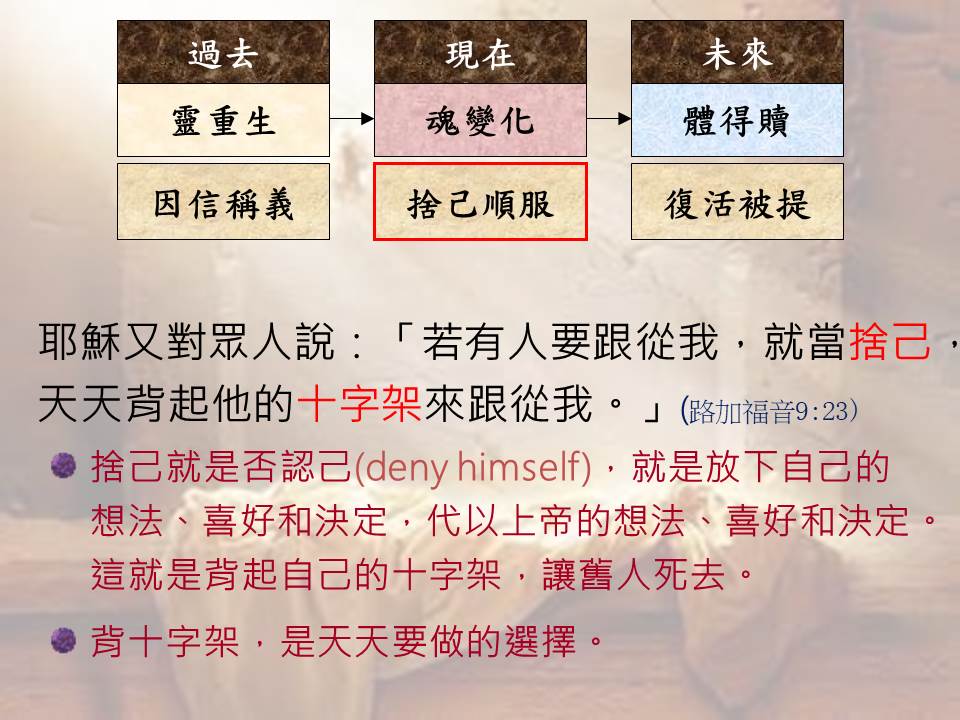 過去 現在 未來
靈重生 魂變化 體得贖
因信稱義 捨己順服 復活被提
耶穌又對眾人說：「若有人要跟從我，就當捨己，
天天背起他的十字架來跟從我。」(路加福音9:23)
捨己就是否認己(deny himself)，就是放下自己的
想法、喜好和決定，代以上帝的想法、喜好和決定。
這就是背起自己的十字架，讓舊人死去。
背十字架，是天天要做的選擇。